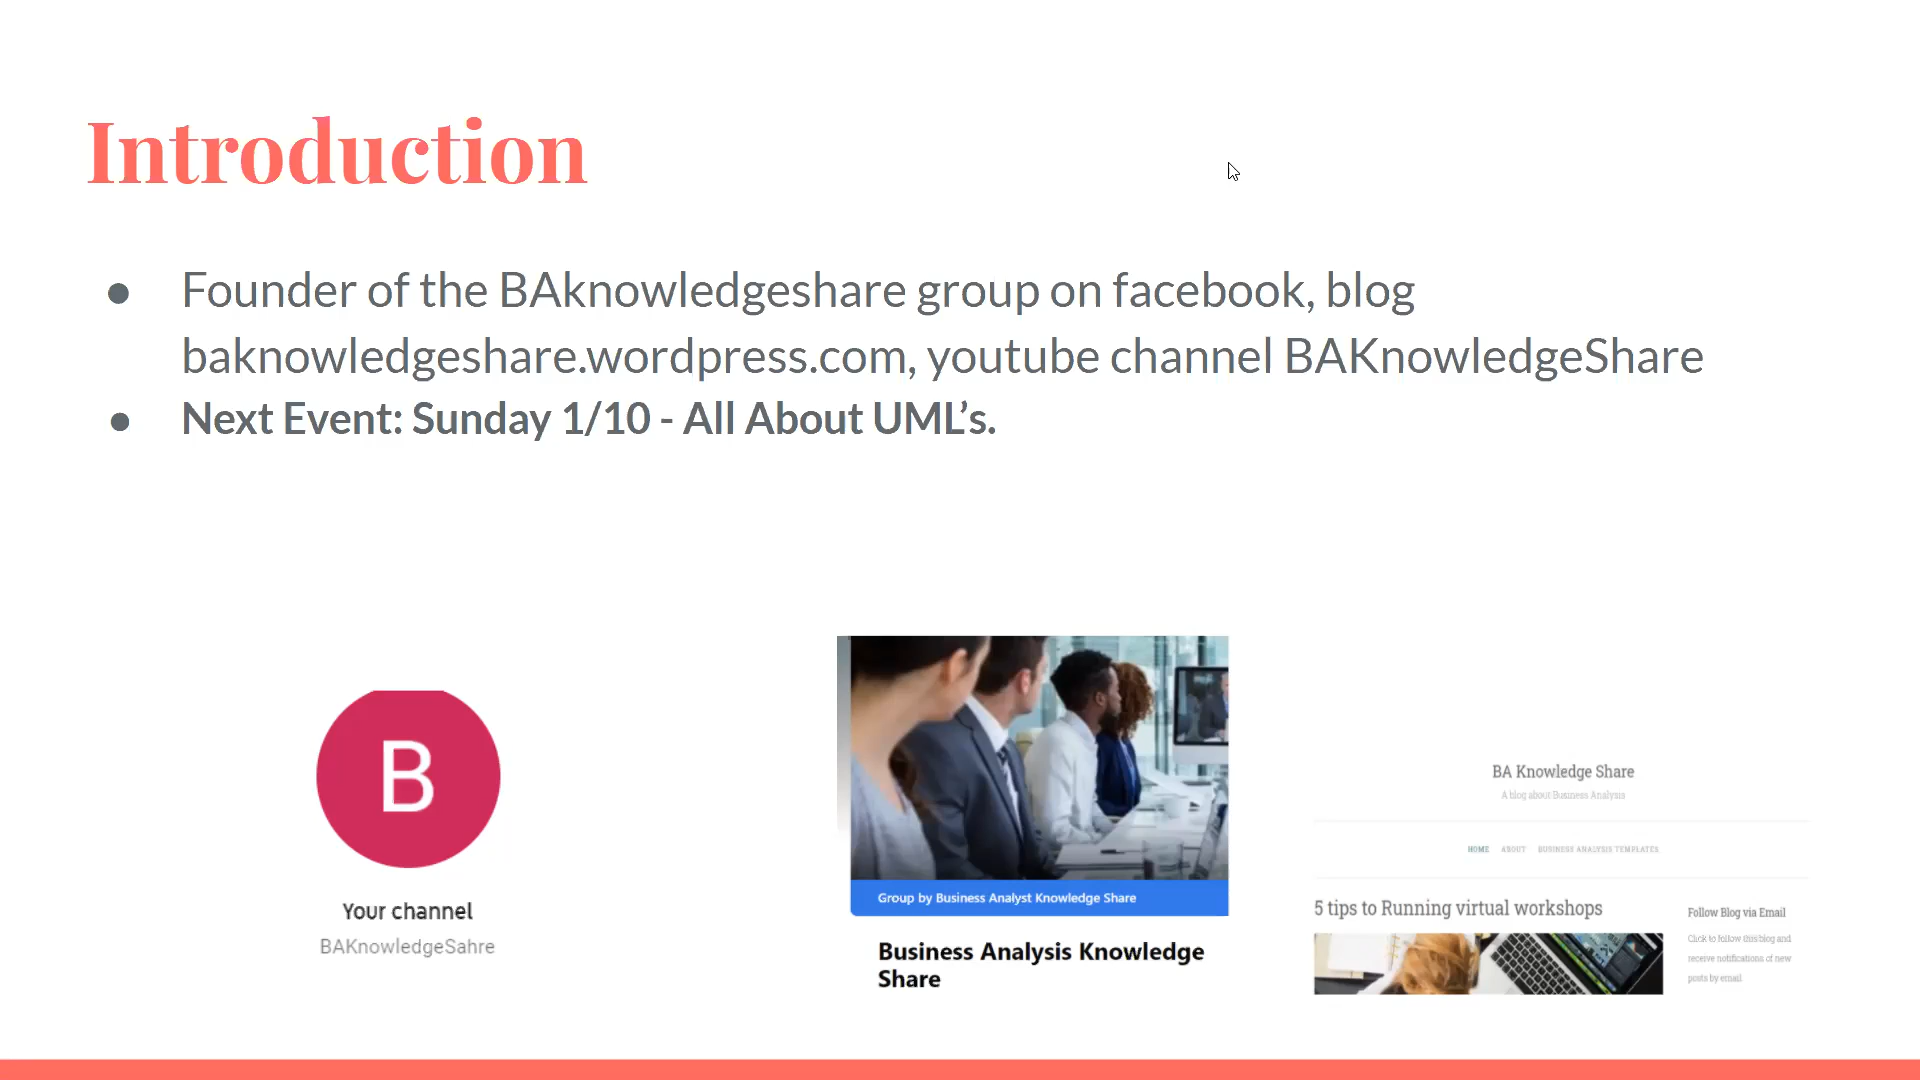 Introduction
● Founder of the BAknowledgeshare group on facebook, blog
baknowledgeshare.wordpress.com, youtube channel BAKnowledgeShare
● Next Event: Sunday 1/10 - All About UML’s.
B
Your channel
BAKnowledgeSahre
Group by Business Analyst Knowledge Share
Business Analysis Knowledge
Share
BA Knowledge Share
A blog about Business Analysis
HOME ABOUT BUSINESS ANALYSIS TEMPLATES
5 tips to Running virtual workshops
Follow Blog via Email
Click to follow this blog and
receive notifications of new
posts by email